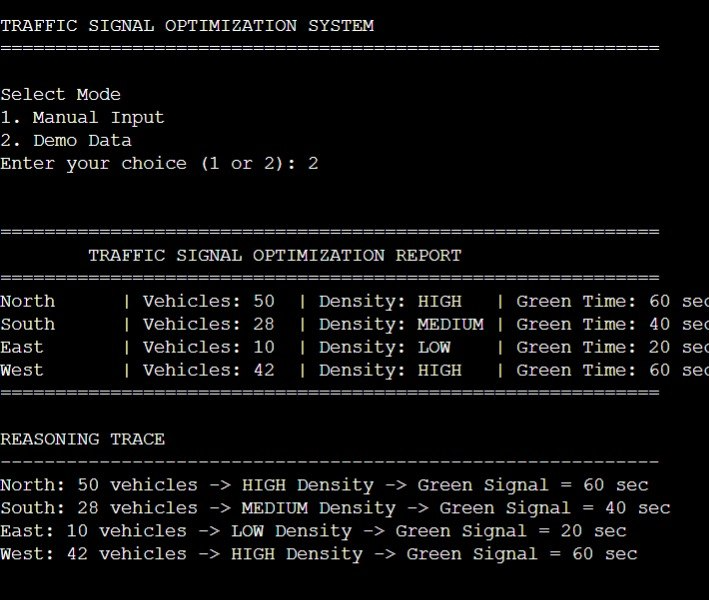 TRAFFIC SIGNAL OPTIMIZATION SYSTEM
============================================================
Select Mode
1. Manual Input
2. Demo Data
Enter your choice (1 or 2): 2
============================================================
        TRAFFIC SIGNAL OPTIMIZATION REPORT
============================================================
North      | Vehicles: 50  | Density: HIGH   | Green Time: 60 sec
South      | Vehicles: 28  | Density: MEDIUM | Green Time: 40 sec
East       | Vehicles: 10  | Density: LOW    | Green Time: 20 sec
West       | Vehicles: 42  | Density: HIGH   | Green Time: 60 sec
============================================================
REASONING TRACE
------------------------------------------------------------
North: 50 vehicles -> HIGH Density -> Green Signal = 60 sec
South: 28 vehicles -> MEDIUM Density -> Green Signal = 40 sec
East: 10 vehicles -> LOW Density -> Green Signal = 20 sec
West: 42 vehicles -> HIGH Density -> Green Signal = 60 sec